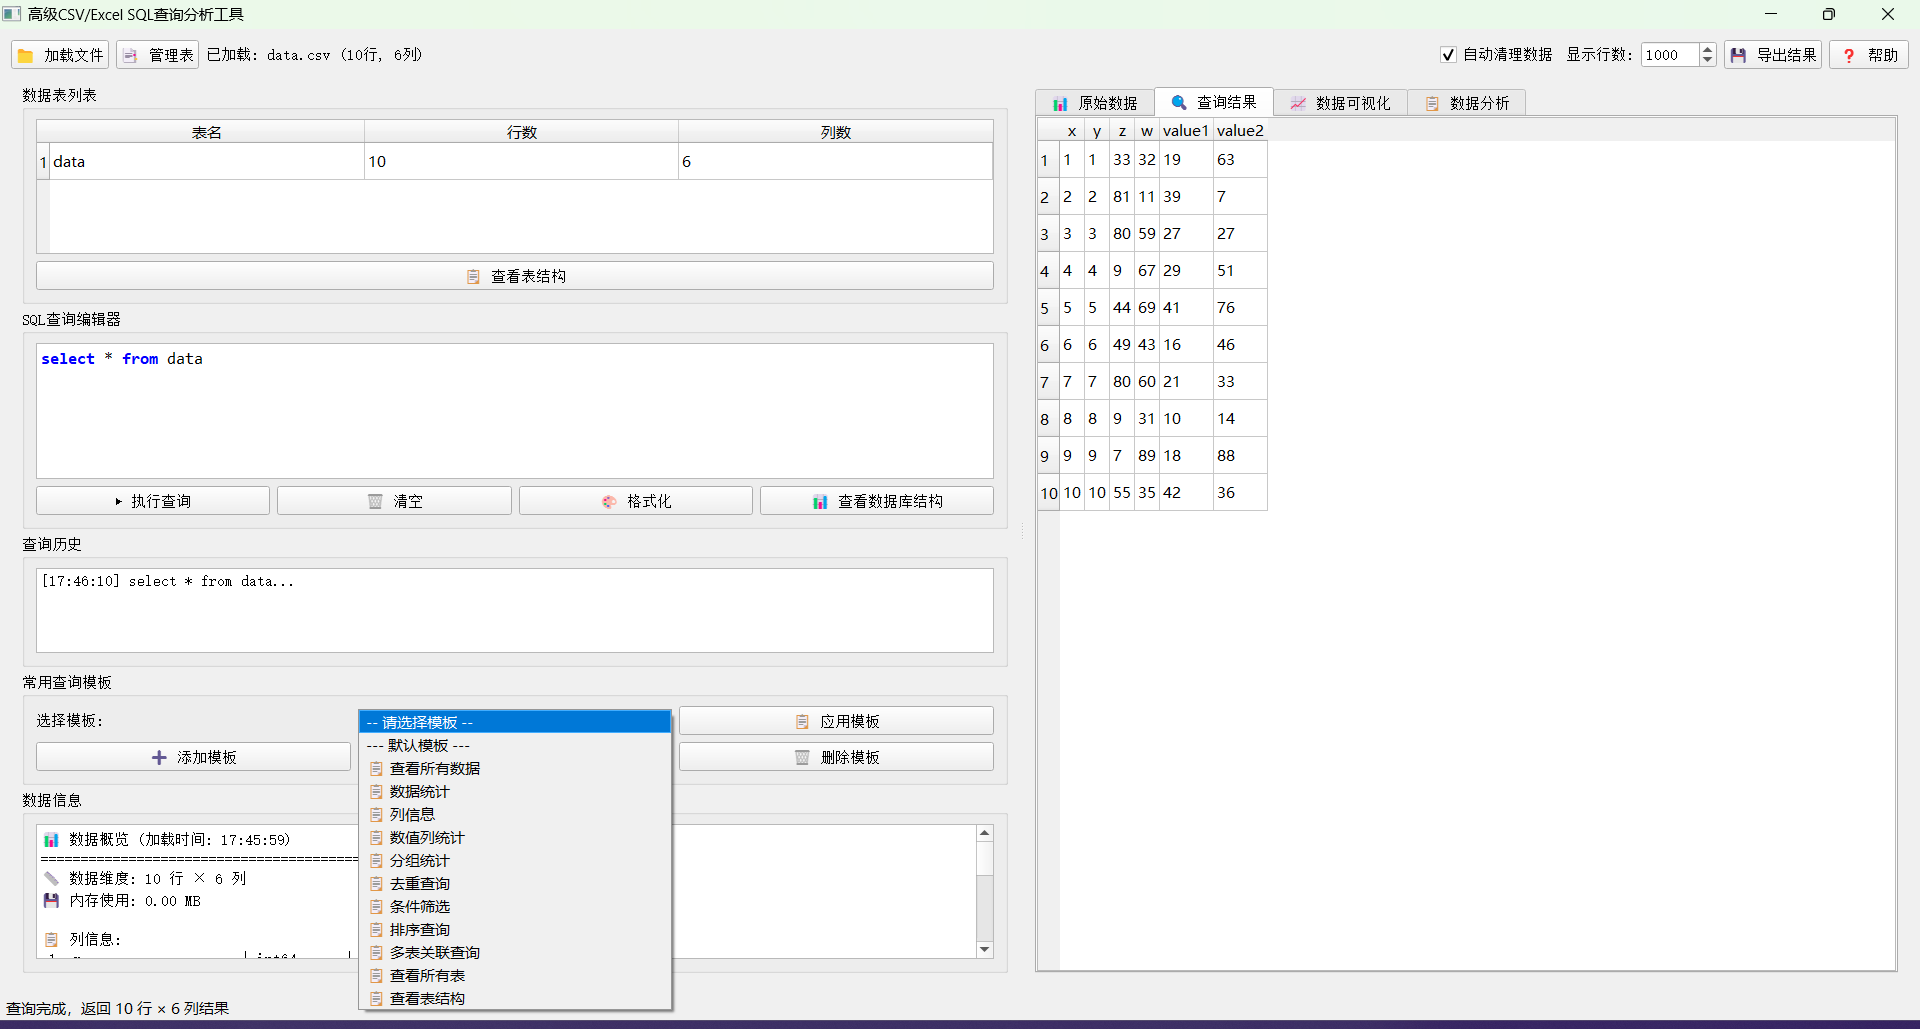 高级CSV/Excel SQL查询分析工具
加载文件 管理表 已加载: data.csv (10行, 6列) 自动清理数据 显示行数: 1000 导出结果 帮助
数据表列表
表名 行数 列数
1 data 10 6
查看表结构
SQL查询编辑器
select * from data
执行查询 清空 格式化 查看数据库结构
查询历史
[17:46:10] select * from data...
常用查询模板
选择模板:
-- 请选择模板 --
--- 默认模板 ---
查看所有数据
数据统计
列信息
数值列统计
分组统计
去重查询
条件筛选
排序查询
多表关联查询
查看所有表
查看表结构
应用模板
添加模板
删除模板
数据信息
数据概览 (加载时间: 17:45:59)
========================================
数据维度: 10 行 × 6 列
内存使用: 0.00 MB
列信息:
原始数据 查询结果 数据可视化 数据分析
x y z w value1 value2
1 1 1 33 32 19 63
2 2 2 81 11 39 7
3 3 3 80 59 27 27
4 4 4 9 67 29 51
5 5 5 44 69 41 76
6 6 6 49 43 16 46
7 7 7 80 60 21 33
8 8 8 9 31 10 14
9 9 9 7 89 18 88
10 10 10 55 35 42 36
查询完成, 返回 10 行 × 6 列结果